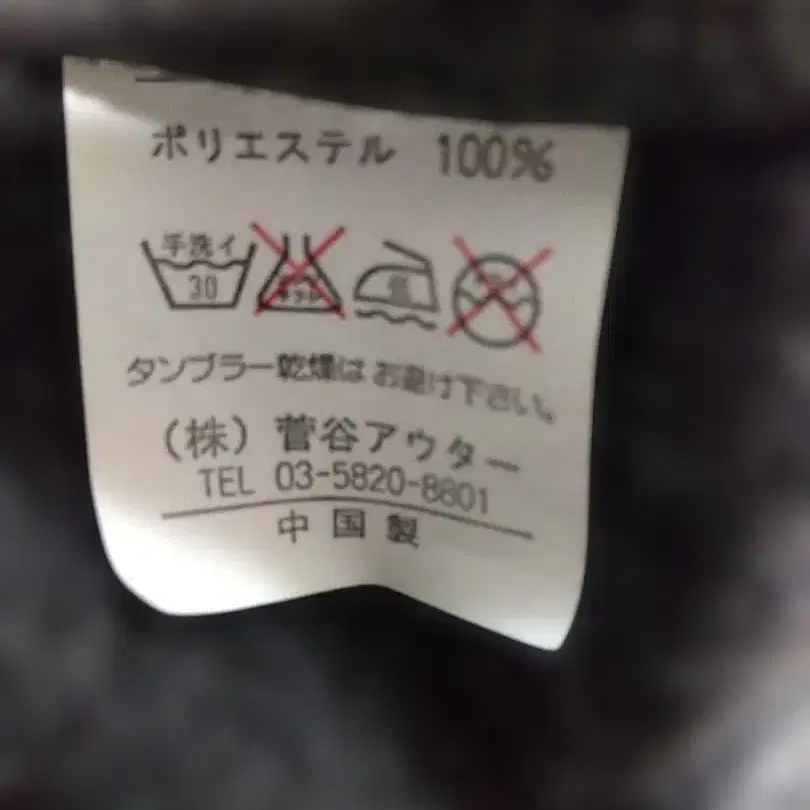 ポリエステル 100%
手洗イ
30
低
タンブラー乾燥はお避け下さい。
(株) 菅谷アウター
TEL 03-5820-8801
中国製